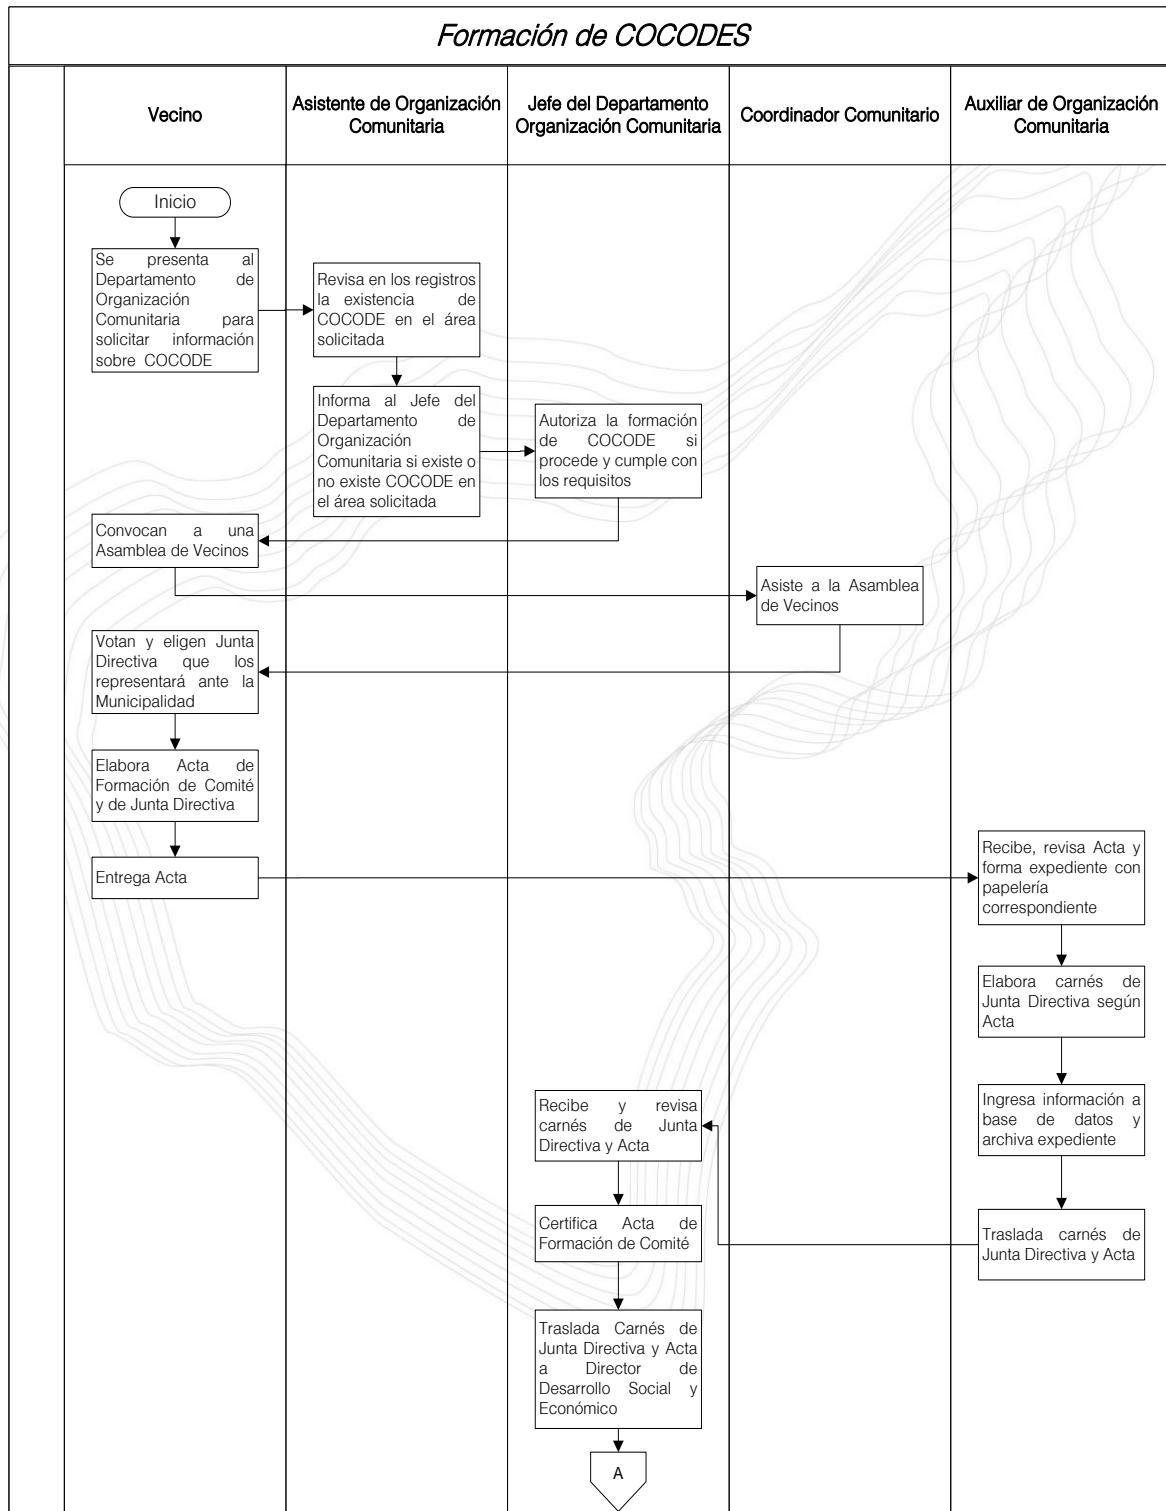 Formación de COCODES
Vecino
Asistente de Organización
Comunitaria
Jefe del Departamento
Organización Comunitaria
Coordinador Comunitario
Auxiliar de Organización
Comunitaria
Inicio
Se presenta al
Departamento de
Organización
Comunitaria para
solicitar información
sobre COCODE
Revisa en los registros
la existencia de
COCODE en el área
solicitada
Informa al Jefe del
Departamento de
Organización
Comunitaria si existe o
no existe COCODE en
el área solicitada
Autoriza la formación
de COCODE si
procede y cumple con
los requisitos
Convocan a una
Asamblea de Vecinos
Asiste a la Asamblea
de Vecinos
Votan y eligen Junta
Directiva que los
representará ante la
Municipalidad
Elabora Acta de
Formación de Comité
y de Junta Directiva
Entrega Acta
Recibe, revisa Acta y
forma expediente con
papelería
correspondiente
Elabora carnés de
Junta Directiva según
Acta
Ingresa información a
base de datos y
archiva expediente
Traslada carnés de
Junta Directiva y Acta
Recibe y revisa
carnés de Junta
Directiva y Acta
Certifica Acta de
Formación de Comité
Traslada Carnés de
Junta Directiva y Acta
a Director de
Desarrollo Social y
Económico
A